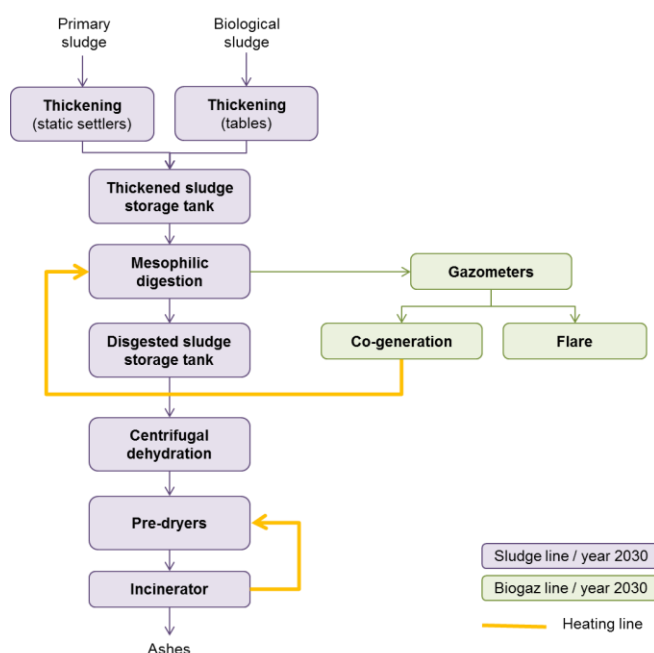 Primary
sludge
Biological
sludge
Thickening
(static settlers)
Thickening
(tables)
Thickened sludge
storage tank
Mesophilic
digestion
Gazometers
Disgested sludge
storage tank
Co-generation
Flare
Centrifugal
dehydration
Pre-dryers
Incinerator
Ashes
Sludge line / year 2030
Biogaz line / year 2030
Heating line